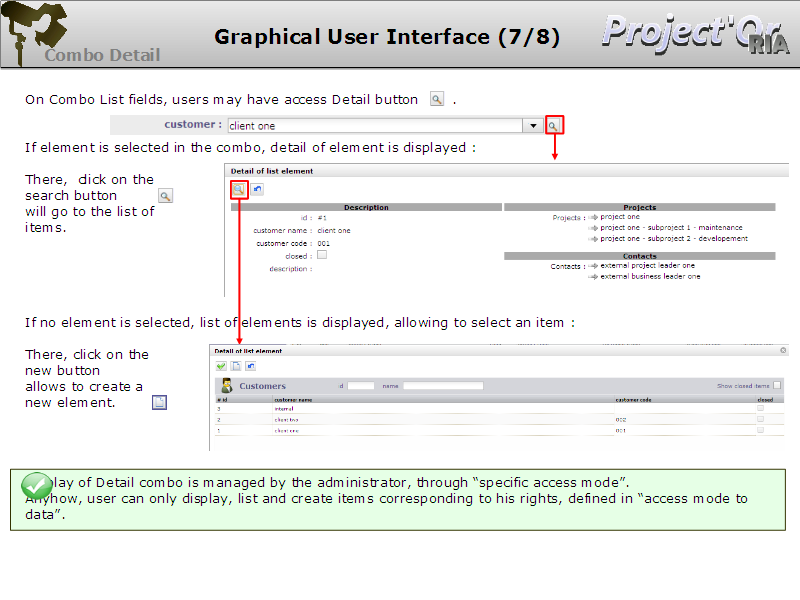 Combo Detail
Graphical User Interface (7/8)
Project'Or
RIA
On Combo List fields, users may have access Detail button .
customer : client one
If element is selected in the combo, detail of element is displayed :
There, click on the
search button
will go to the list of
items.
Detail of list element
Description
id : #1
customer name : client one
customer code : 001
closed :
description :
Projects
Projects : project one
project one - subproject 1 - maintenance
project one - subproject 2 - developement
Contacts
Contacts : external project leader one
external business leader one
If no element is selected, list of elements is displayed, allowing to select an item :
There, click on the
new button
allows to create a
new element.
Detail of list element
Customers id name Show closed items
# id customer name customer code closed
3 internal
2 client two 002
1 client one 001
lay of Detail combo is managed by the administrator, through “specific access mode”.
Anyhow, user can only display, list and create items corresponding to his rights, defined in “access mode to
data”.